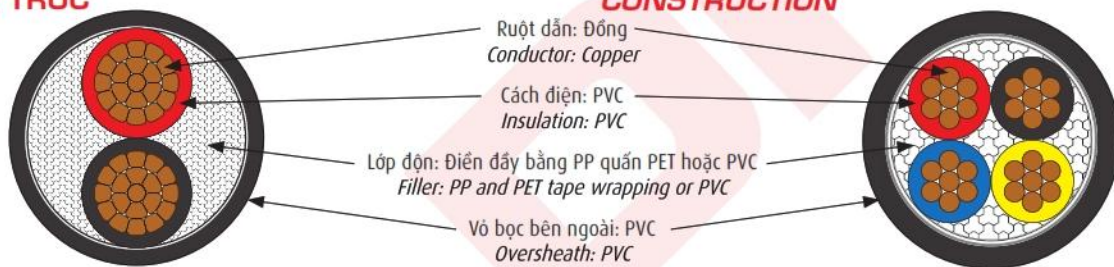 TRÚC
CONSTRUCTION
Ruột dẫn: Đồng
Conductor: Copper
Cách điện: PVC
Insulation: PVC
Lớp độn: Điền đầy bằng PP quấn PET hoặc PVC
Filler: PP and PET tape wrapping or PVC
Vỏ bọc bên ngoài: PVC
Oversheath: PVC